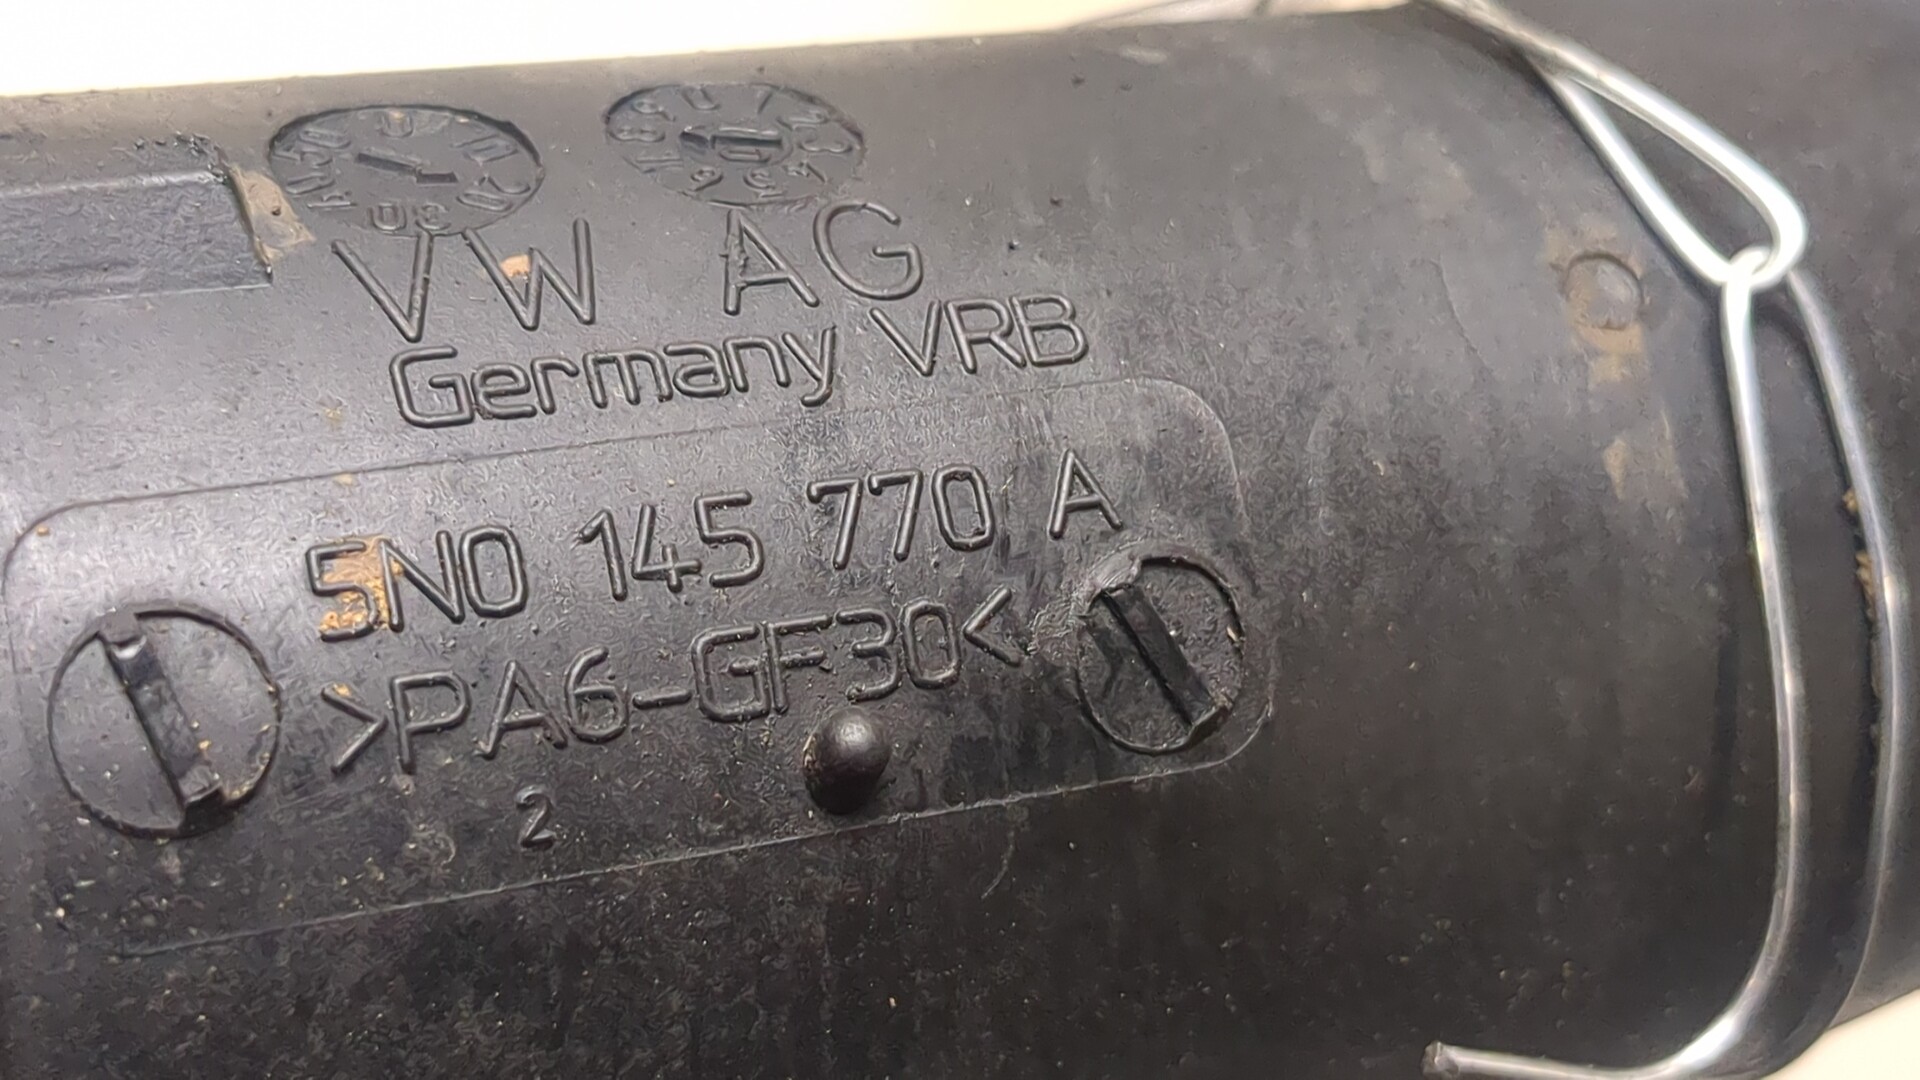 VW AG
Germany VRB
5N0 145 770 A
>PA6-GF30<
2